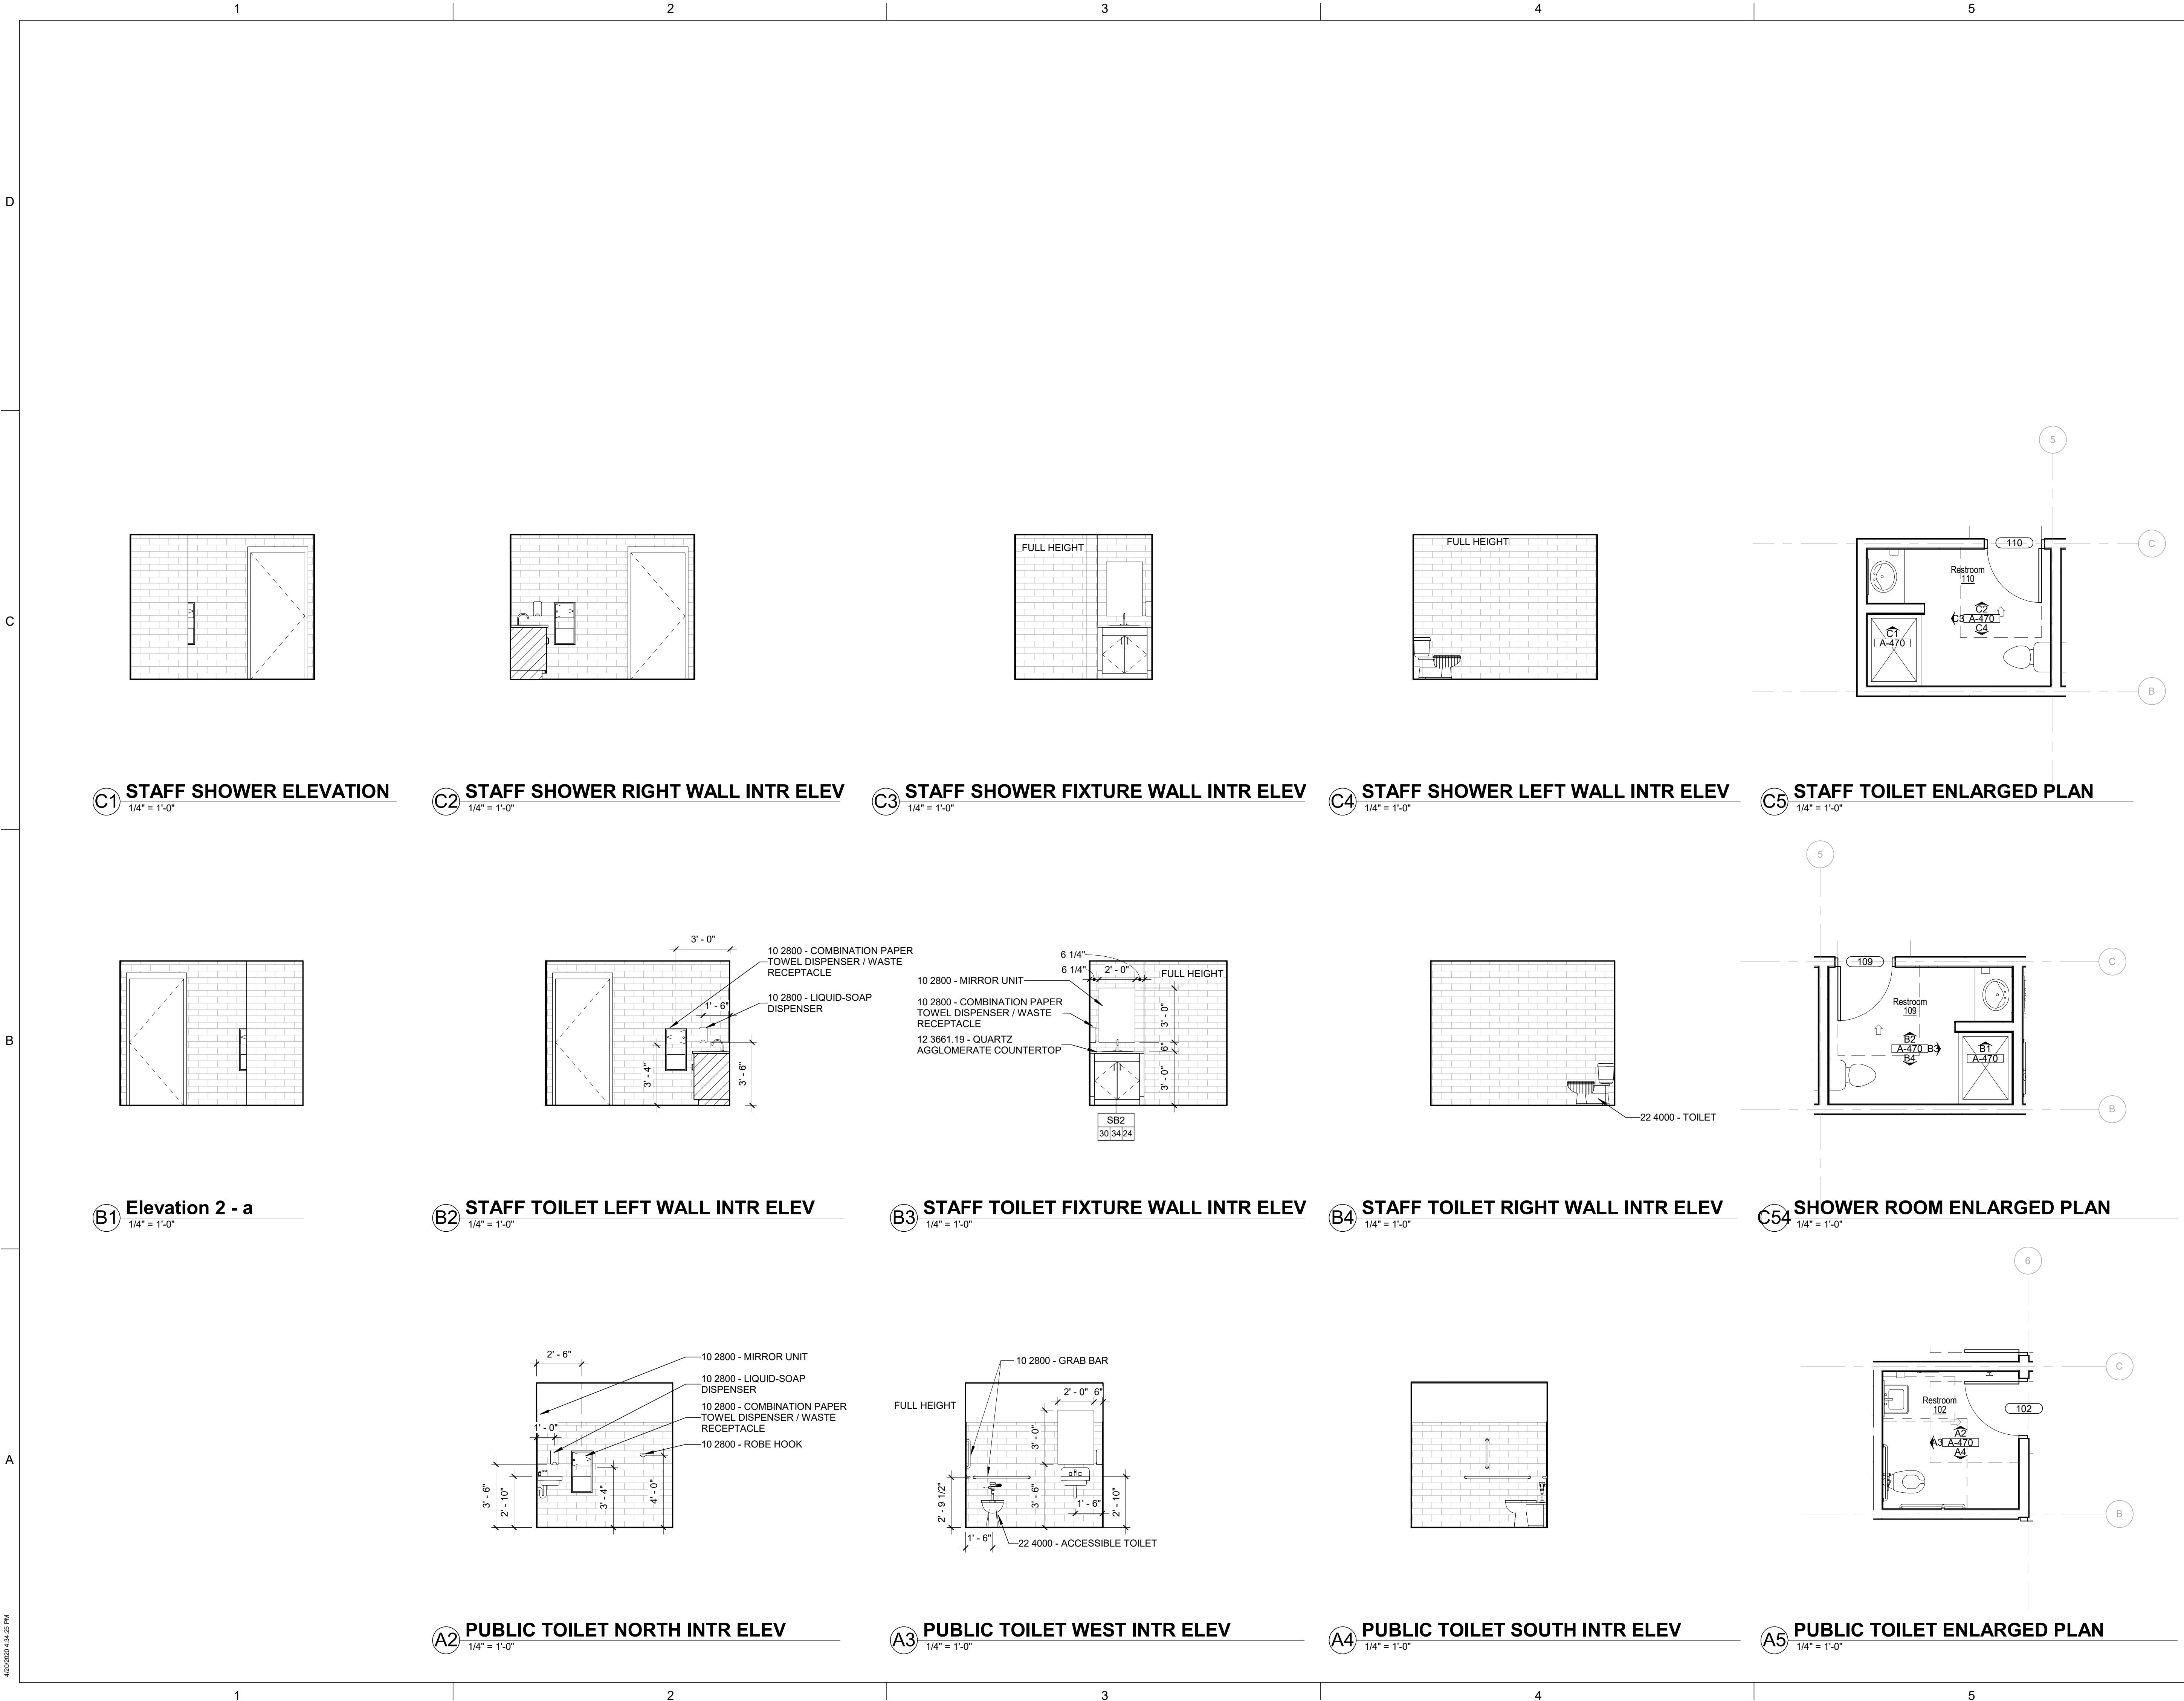 1
2
3
4
5
D
C
B
A
5
C
B
FULL HEIGHT
FULL HEIGHT
110
Restroom
110
C2
C3 A-470
C4
C1
A-470
C1 STAFF SHOWER ELEVATION
1/4" = 1'-0"
C2 STAFF SHOWER RIGHT WALL INTR ELEV
1/4" = 1'-0"
C3 STAFF SHOWER FIXTURE WALL INTR ELEV
1/4" = 1'-0"
C4 STAFF SHOWER LEFT WALL INTR ELEV
1/4" = 1'-0"
C5 STAFF TOILET ENLARGED PLAN
1/4" = 1'-0"
3' - 0"
10 2800 - COMBINATION PAPER
TOWEL DISPENSER / WASTE
RECEPTACLE
10 2800 - LIQUID-SOAP
DISPENSER
1' - 6"
3' - 4"
3' - 6"
6 1/4"
6 1/4"
2' - 0"
FULL HEIGHT
10 2800 - MIRROR UNIT
10 2800 - COMBINATION PAPER
TOWEL DISPENSER / WASTE
RECEPTACLE
12 3661.19 - QUARTZ
AGGLOMERATE COUNTERTOP
3' - 0"
6"
3' - 0"
SB2
30 34 24
22 4000 - TOILET
5
109
C
B
Restroom
109
B2
A-470 B3
B4
B1
A-470
B1 Elevation 2 - a
1/4" = 1'-0"
B2 STAFF TOILET LEFT WALL INTR ELEV
1/4" = 1'-0"
B3 STAFF TOILET FIXTURE WALL INTR ELEV
1/4" = 1'-0"
B4 STAFF TOILET RIGHT WALL INTR ELEV
1/4" = 1'-0"
C54 SHOWER ROOM ENLARGED PLAN
1/4" = 1'-0"
2' - 6"
10 2800 - MIRROR UNIT
10 2800 - LIQUID-SOAP
DISPENSER
10 2800 - COMBINATION PAPER
TOWEL DISPENSER / WASTE
RECEPTACLE
10 2800 - ROBE HOOK
1' - 0"
3' - 6"
2' - 10"
3' - 4"
4' - 0"
10 2800 - GRAB BAR
FULL HEIGHT
2' - 0"
6"
3' - 0"
2' - 9 1/2"
3' - 6"
1' - 6"
2' - 10"
1' - 6"
22 4000 - ACCESSIBLE TOILET
6
C
B
Restroom
102
102
A2
A3 A-470
A4
A2 PUBLIC TOILET NORTH INTR ELEV
1/4" = 1'-0"
A3 PUBLIC TOILET WEST INTR ELEV
1/4" = 1'-0"
A4 PUBLIC TOILET SOUTH INTR ELEV
1/4" = 1'-0"
A5 PUBLIC TOILET ENLARGED PLAN
1/4" = 1'-0"
4/20/2020 4:34:25 PM
1
2
3
4
5